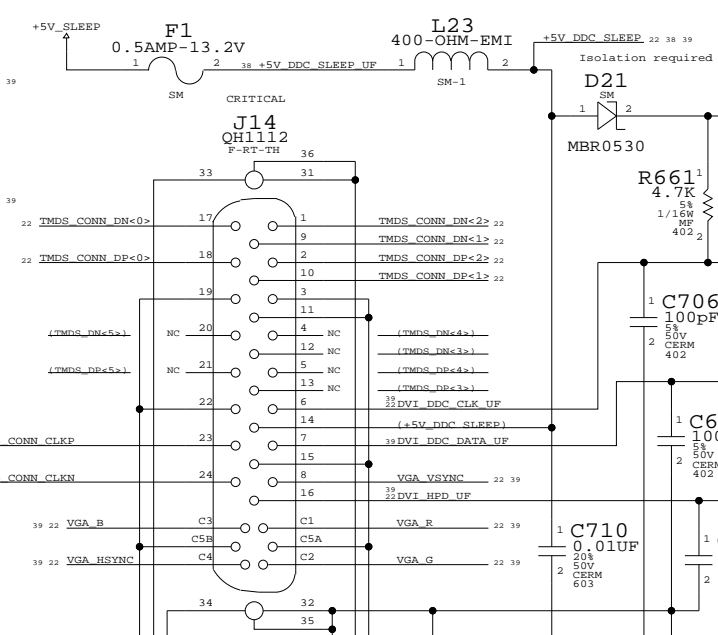 +5V_SLEEP
F1
0.5AMP-13.2V
1 2
SM
38 +5V_DDC_SLEEP_UF
L23
400-OHM-EMI
1 2
SM-1
+5V_DDC_SLEEP 22 38 39
Isolation required
D21
SM
1 2
MBR0530
39
CRITICAL
J14
QH1112
F-RT-TH
36
33 31
R661 1
4.7K
5%
1/16W
MF
402 2
39
22 TMDS_CONN_DN<0> 17 1 TMDS_CONN_DN<2> 22
9 TMDS_CONN_DN<1> 22
22 TMDS_CONN_DP<0> 18 2 TMDS_CONN_DP<2> 22
10 TMDS_CONN_DP<1> 22
19 3
11
(TMDS_DN<5>) NC 20 4 NC (TMDS_DN<4>)
12 NC (TMDS_DN<3>)
(TMDS_DP<5>) NC 21 5 NC (TMDS_DP<4>)
13 NC (TMDS_DP<3>)
22 6 39 22 DVI_DDC_CLK_UF
14 (+5V_DDC_SLEEP)
_CONN_CLKP 23 7 39 DVI_DDC_DATA_UF
15
_CONN_CLKN 24 8 VGA_VSYNC 22 39
16 39 22 DVI_HPD_UF
39 22 VGA_B C3 C1 VGA_R 22 39
C5B C5A
39 22 VGA_HSYNC C4 C2 VGA_G 22 39
34 32
35
1 C706
100pF
5%
50V
2 CERM
402
1 C6
100
5%
50V
2 CERM
402
1 C710
0.01UF
20%
50V
2 CERM
603
1
2